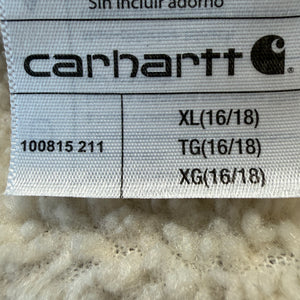 Sin incluir adorno
carhartt
XL(16/18)
100815 211 TG(16/18)
XG(16/18)